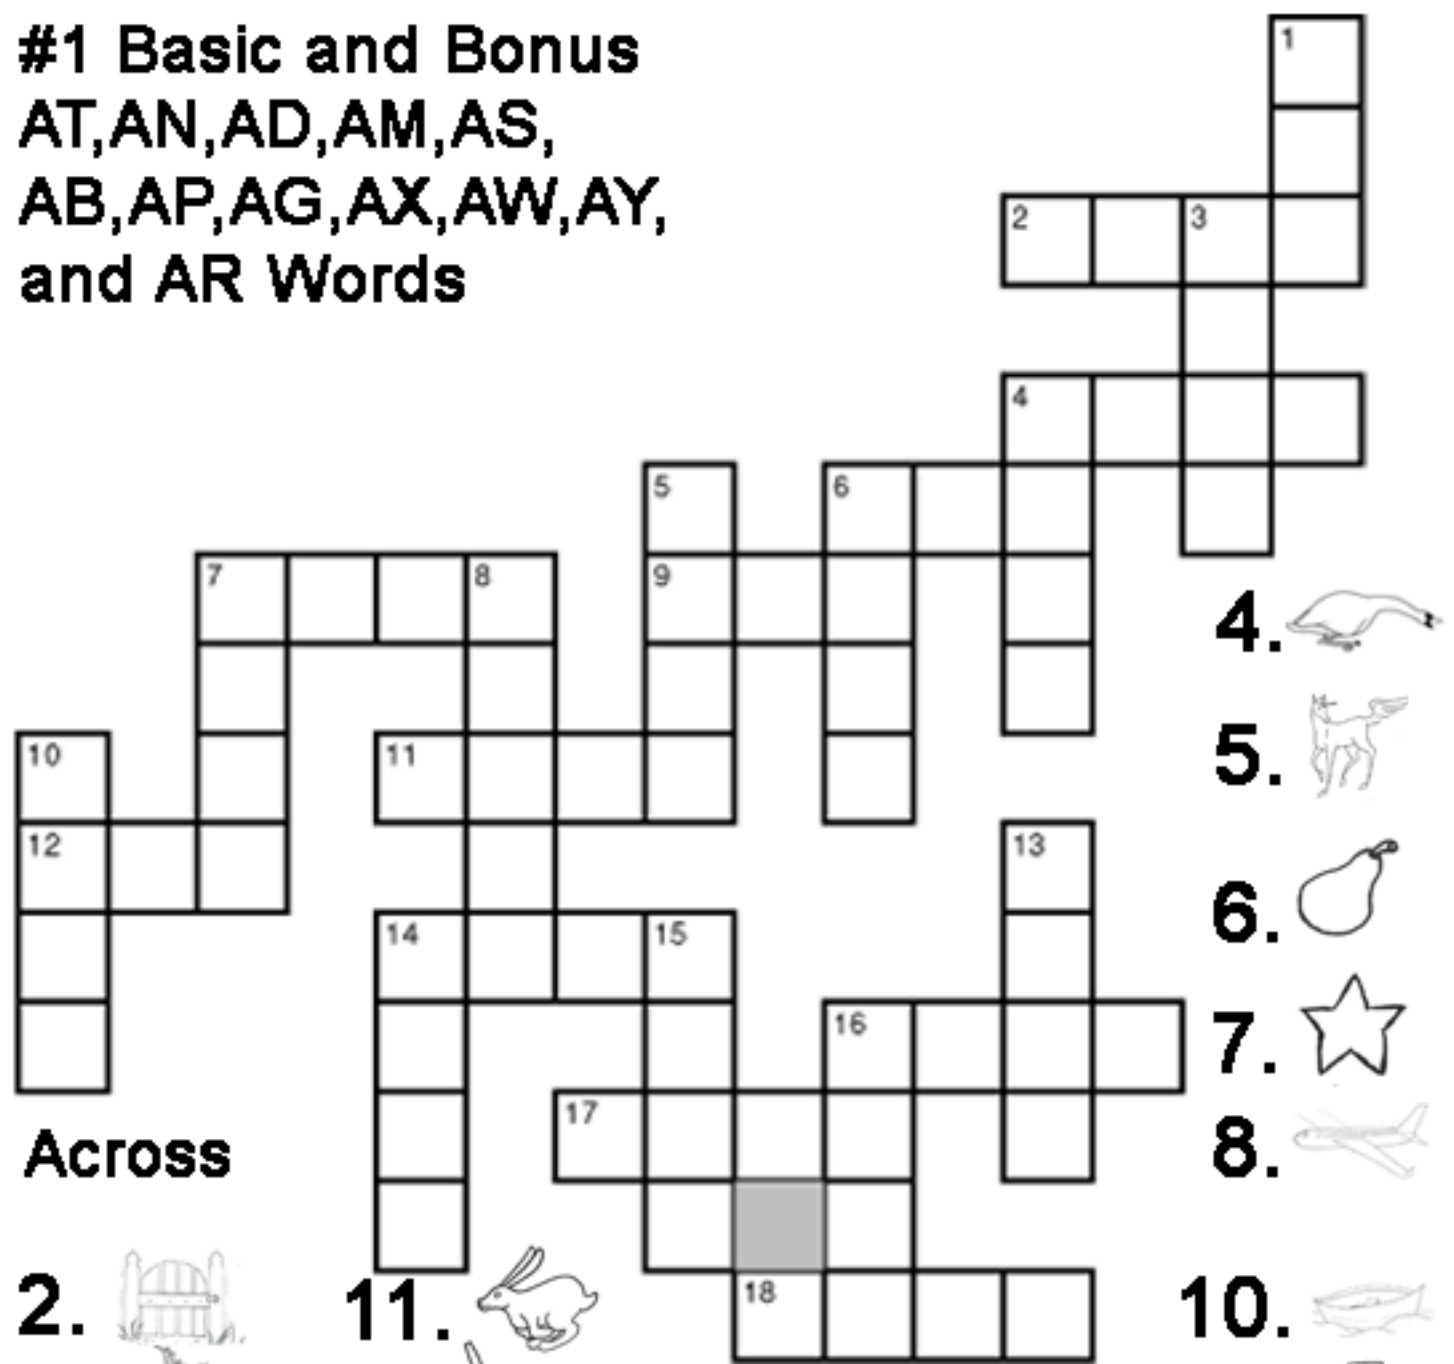 #1 Basic and Bonus
AT,AN,AD,AM,AS,
AB,AP,AG,AX,AW,AY,
and AR Words
1
2 3
4
5 6
7 8 9
4.
5.
10 11
12 13
6.
14 15
16
7.
17
Across
8.
18
2. 11. 10.